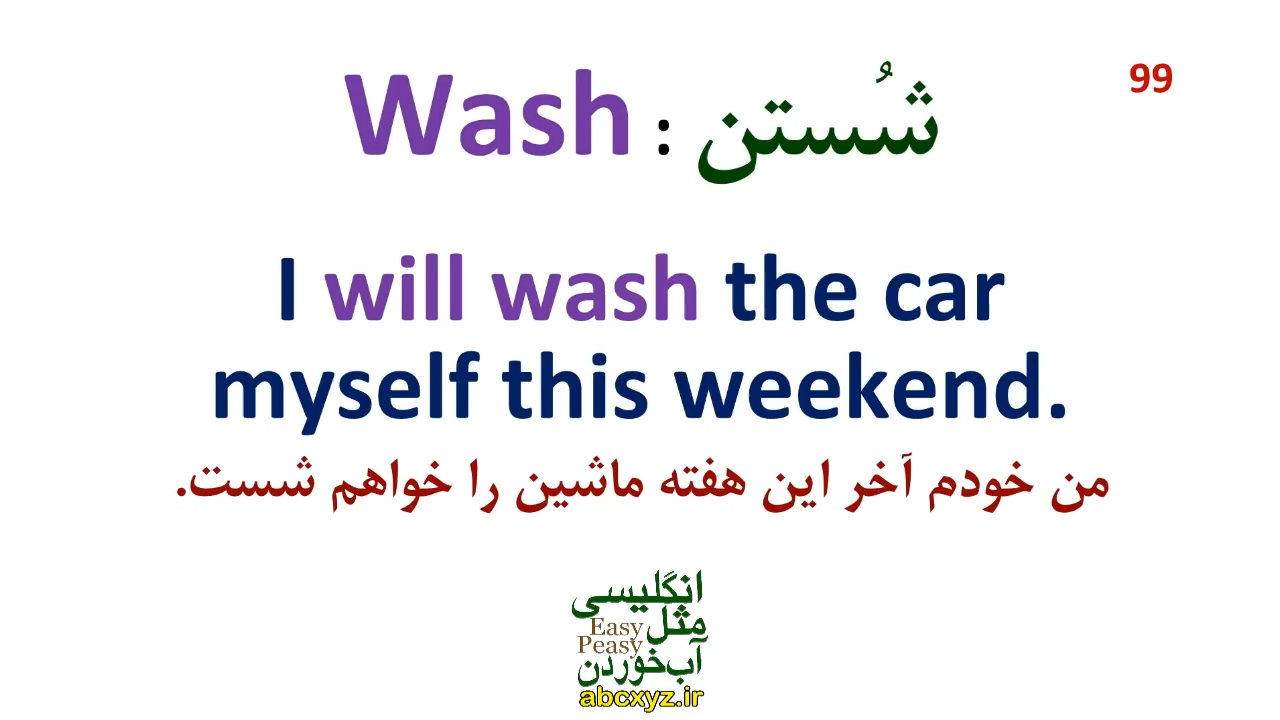 99
Wash : شُستن
I will wash the car
myself this weekend.
من خودم آخر این هفته ماشین را خواهم شست.
انگلیسی
مثل Easy
Peasy
آب‌خوردن
abcxyz.ir